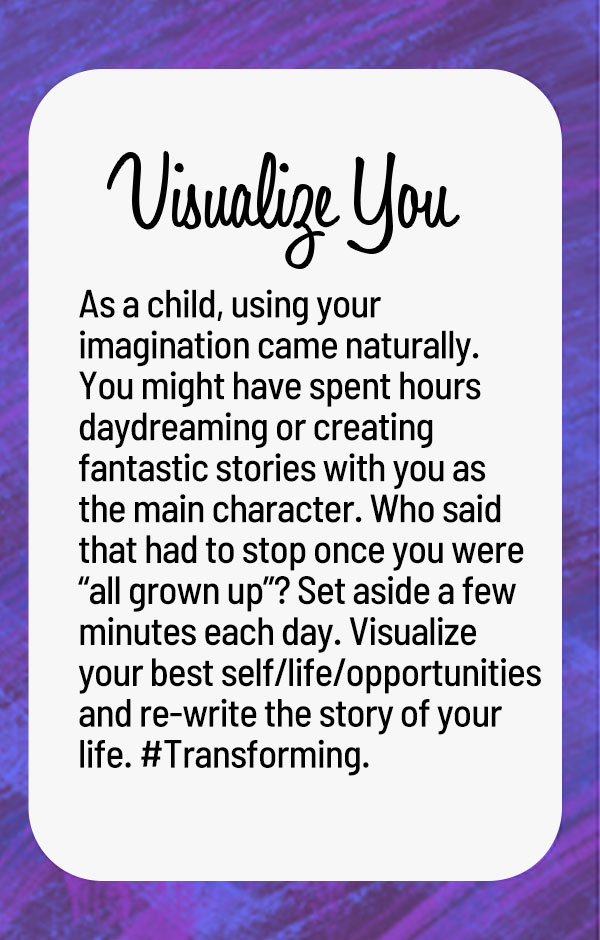 Visualize You
As a child, using your
imagination came naturally.
You might have spent hours
daydreaming or creating
fantastic stories with you as
the main character. Who said
that had to stop once you were
“all grown up”? Set aside a few
minutes each day. Visualize
your best self/life/opportunities
and re-write the story of your
life. #Transforming.